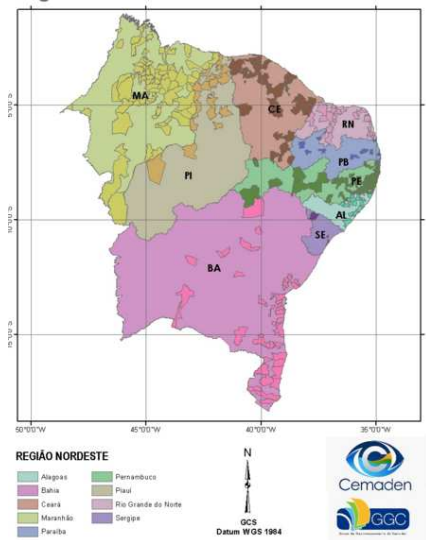 MA
CE
RN
PB
PI
PE
AL
SE
BA
50°0'0"W 45°0'0"W 40°0'0"W 35°0'0"W
REGIÃO NORDESTE
Alagoas
Bahia
Ceará
Maranhão
Paraíba
Pernambuco
Piauí
Rio Grande do Norte
Sergipe
N
GCS
Datum WGS 1984
Cemaden
GGC